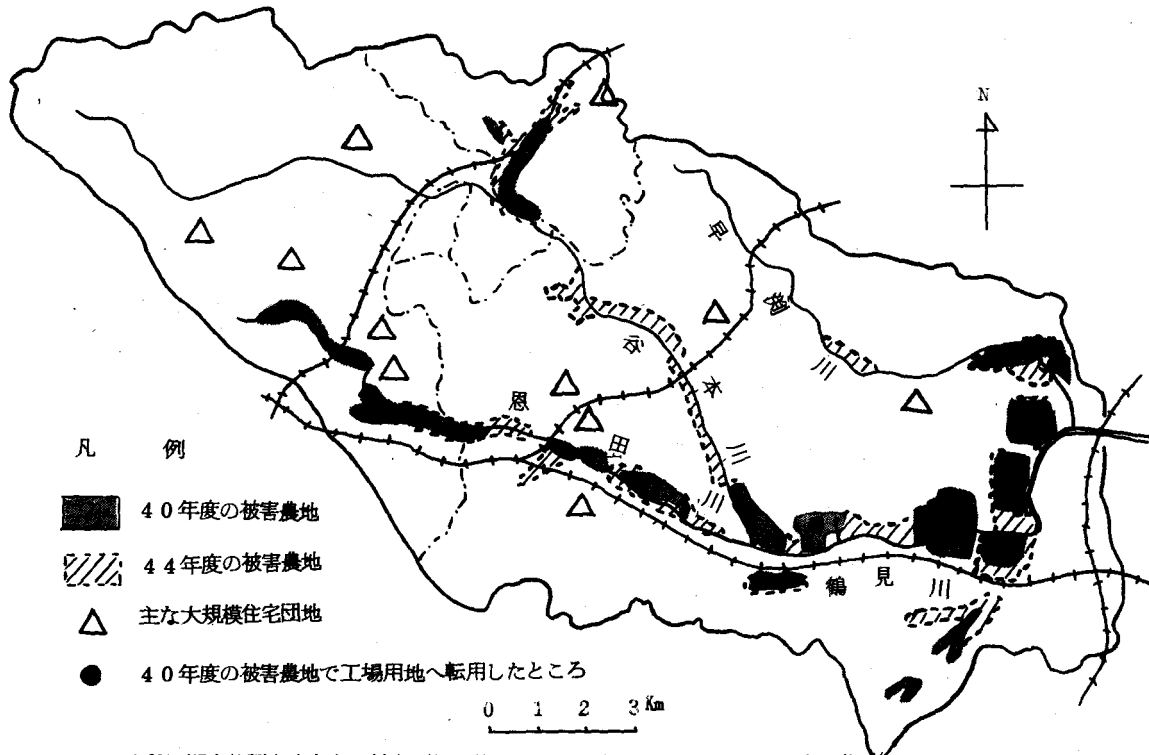 N
早
淵
川
谷
本
川
恩
田
川
鶴見川
凡 例
40年度の被害農地
44年度の被害農地
主な大規模住宅団地
40年度の被害農地で工場用地へ転用したところ
0 1 2 3 Km